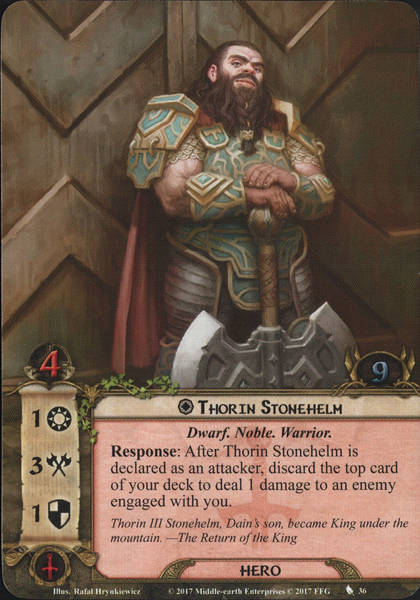 4
9
Thorin Stonehelm
1
Dwarf. Noble. Warrior.
3
Response: After Thorin Stonehelm is
declared as an attacker, discard the top card
of your deck to deal 1 damage to an enemy
engaged with you.
1
Thorin III Stonehelm, Dain's son, became King under the
mountain. —The Return of the King
HERO
Illus. Rafał Hrynkiewicz © 2017 Middle-earth Enterprises © 2017 FFG 36